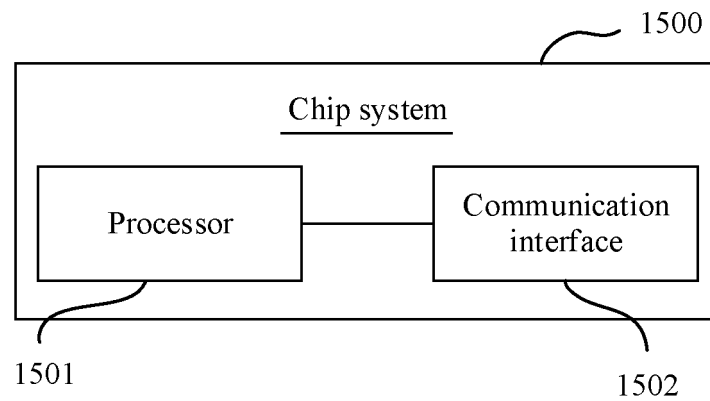 1500
Chip system
Processor
Communication
interface
1501
1502